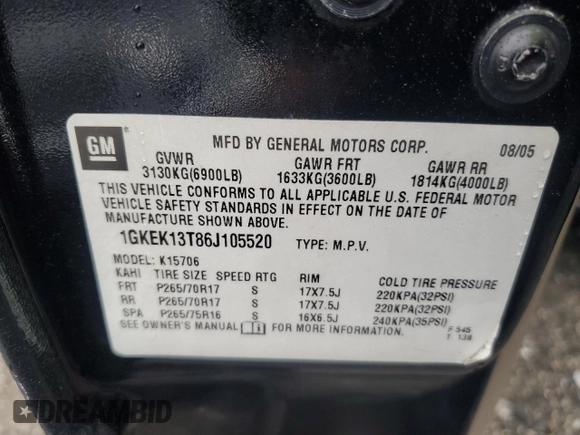 GM
MFD BY GENERAL MOTORS CORP. 08/05
GVWR GAWR FRT GAWR RR
3130KG(6900LB) 1633KG(3600LB) 1814KG(4000LB)
THIS VEHICLE CONFORMS TO ALL APPLICABLE U.S. FEDERAL MOTOR
VEHICLE SAFETY STANDARDS IN EFFECT ON THE DATE OF
MANUFACTURE SHOWN ABOVE.
1GKEK13T86J105520 TYPE: M.P.V.
MODEL: K15706
KAHI TIRE SIZE SPEED RTG RIM COLD TIRE PRESSURE
FRT P265/70R17 S 17X7.5J 220KPA(32PSI)
RR P265/70R17 S 17X7.5J 220KPA(32PSI)
SPA P265/75R16 S 16X6.5J 240KPA(35PSI)
SEE OWNER'S MANUAL FOR MORE INFORMATION. F 545
T 138
DREAMBID